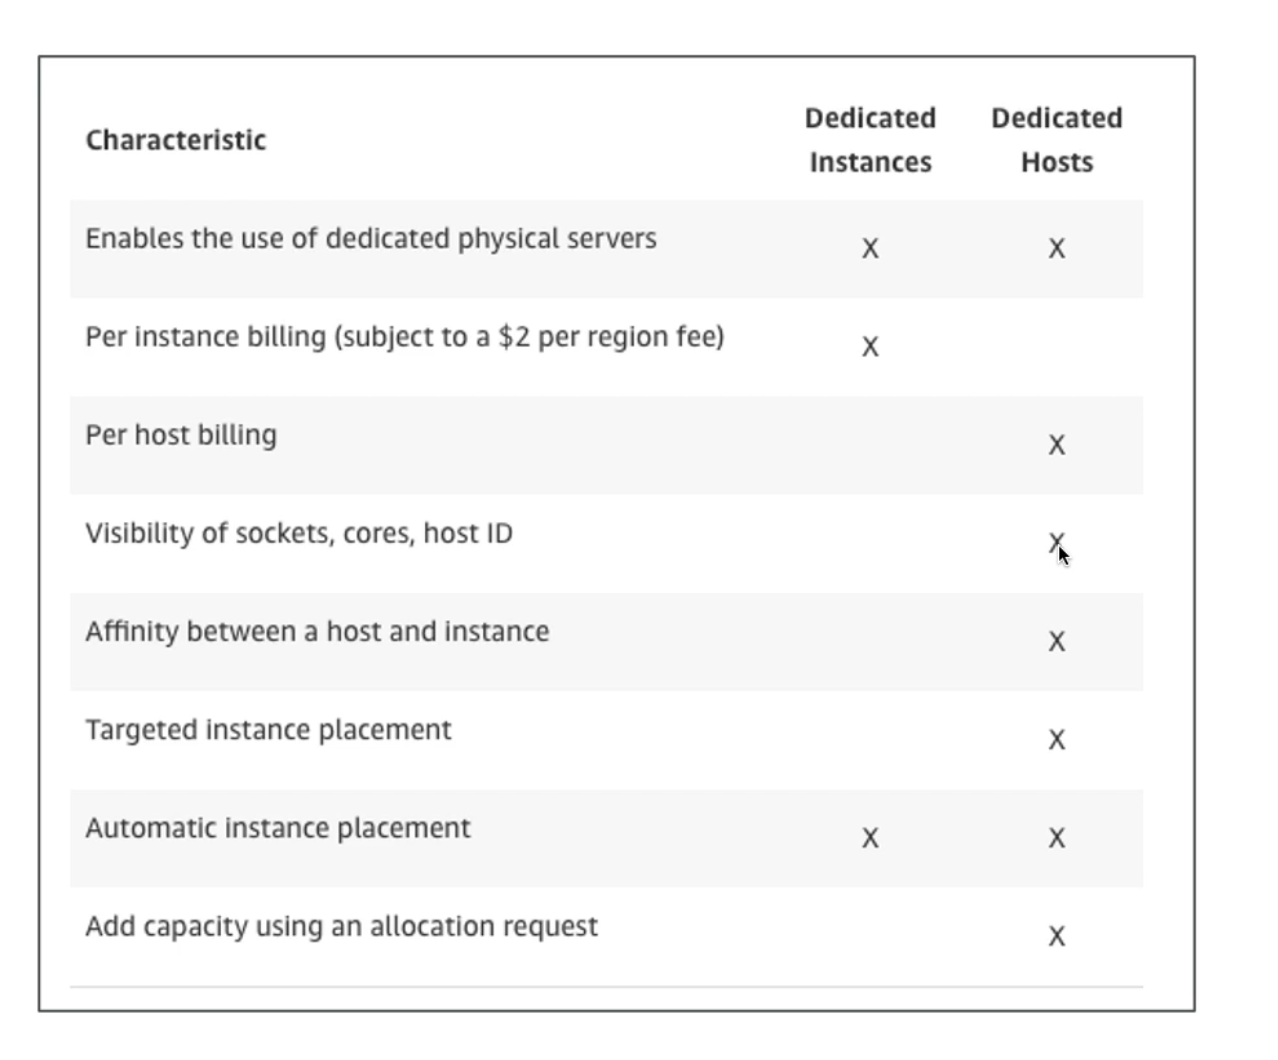 Characteristic Dedicated Instances Dedicated Hosts
Enables the use of dedicated physical servers X X
Per instance billing (subject to a $2 per region fee) X
Per host billing X
Visibility of sockets, cores, host ID X
Affinity between a host and instance X
Targeted instance placement X
Automatic instance placement X X
Add capacity using an allocation request X